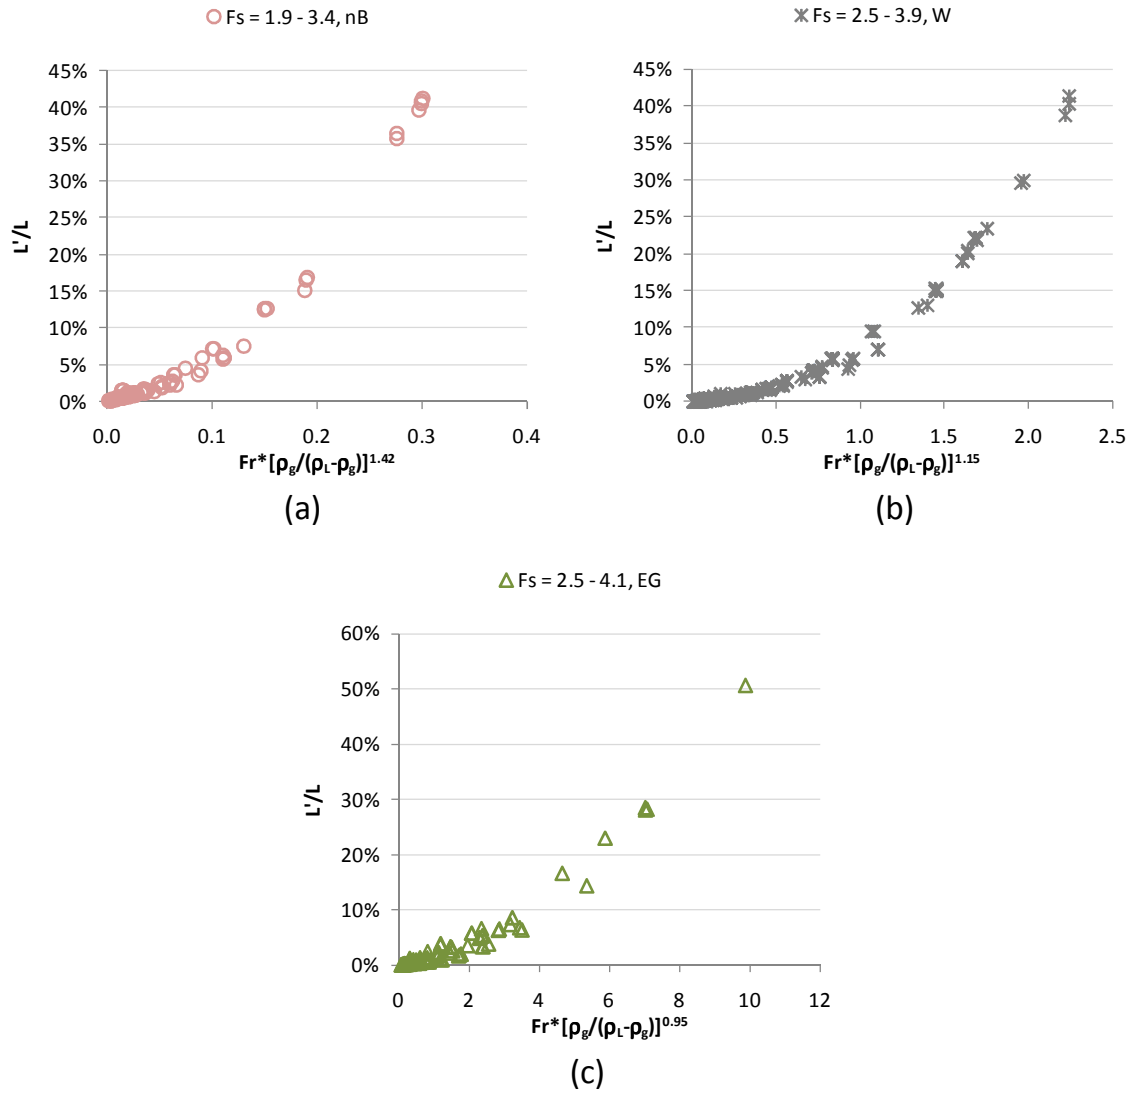 Fs = 1.9 - 3.4, nB
45%
40%
35%
30%
25%
20%
15%
10%
5%
0%
L'/L
0.0 0.1 0.2 0.3 0.4
Fr*[ρg/(ρL-ρg)]1.42
(a)
Fs = 2.5 - 3.9, W
45%
40%
35%
30%
25%
20%
15%
10%
5%
0%
L'/L
0.0 0.5 1.0 1.5 2.0 2.5
Fr*[ρg/(ρL-ρg)]1.15
(b)
Fs = 2.5 - 4.1, EG
60%
50%
40%
30%
20%
10%
0%
L'/L
0 2 4 6 8 10 12
Fr*[ρg/(ρL-ρg)]0.95
(c)